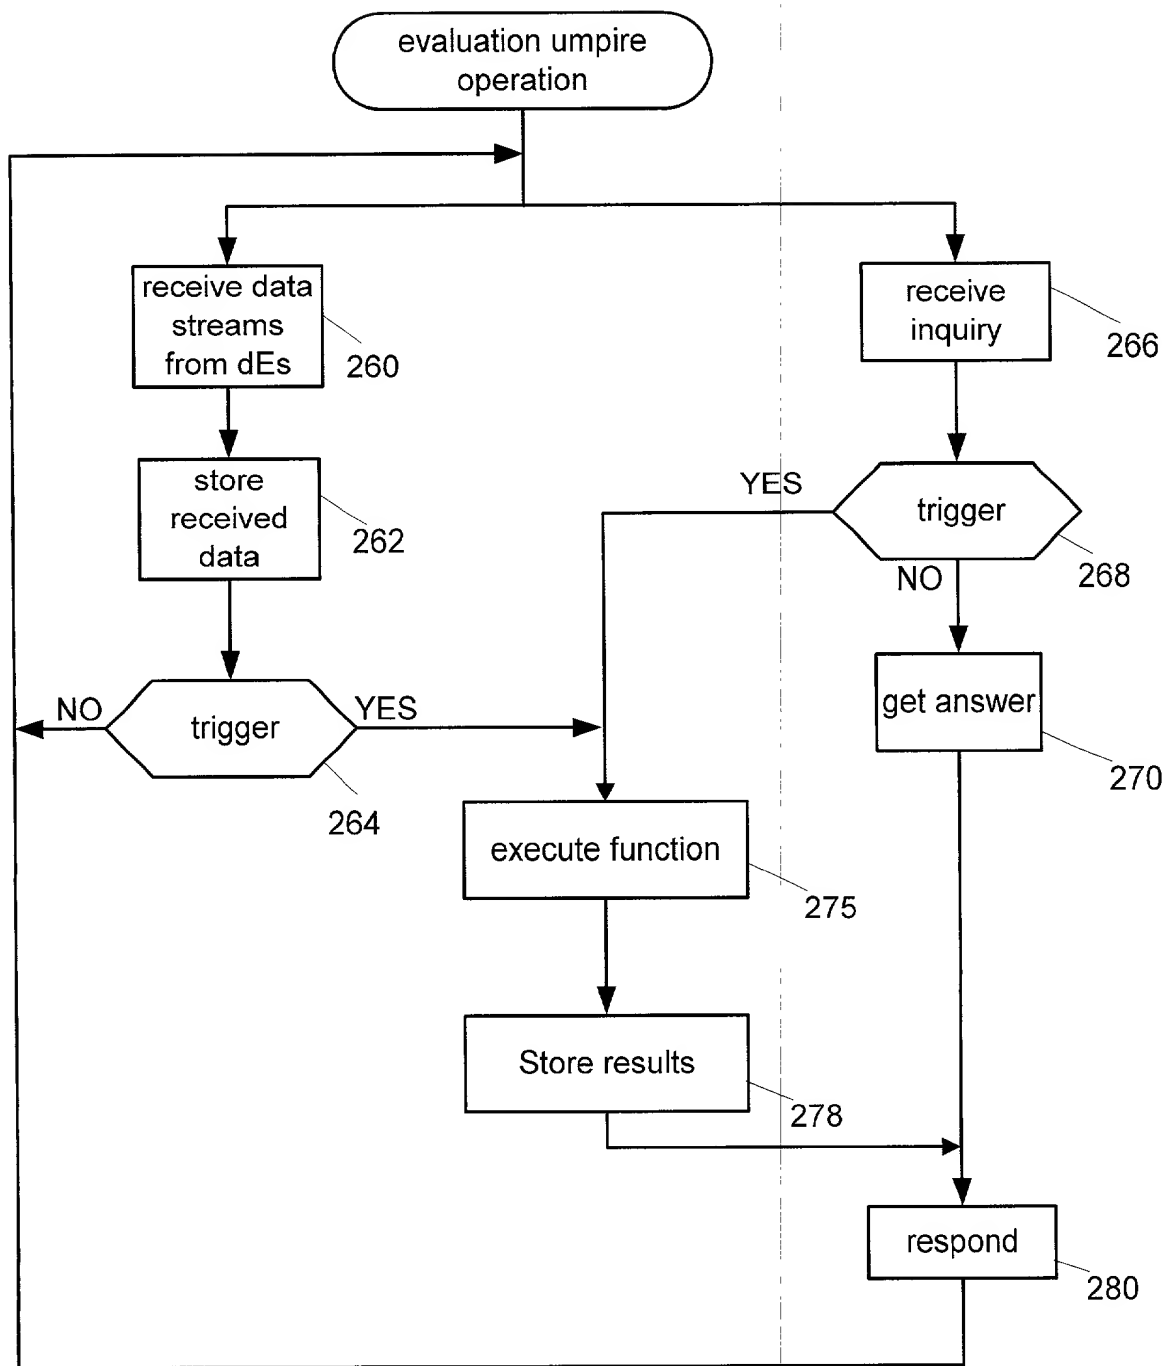 evaluation umpire
operation
receive data
streams
from dEs
260
receive
inquiry
266
store
received
data
262
YES
trigger
268
NO
NO
trigger
YES
264
get answer
270
execute function
275
Store results
278
respond
280